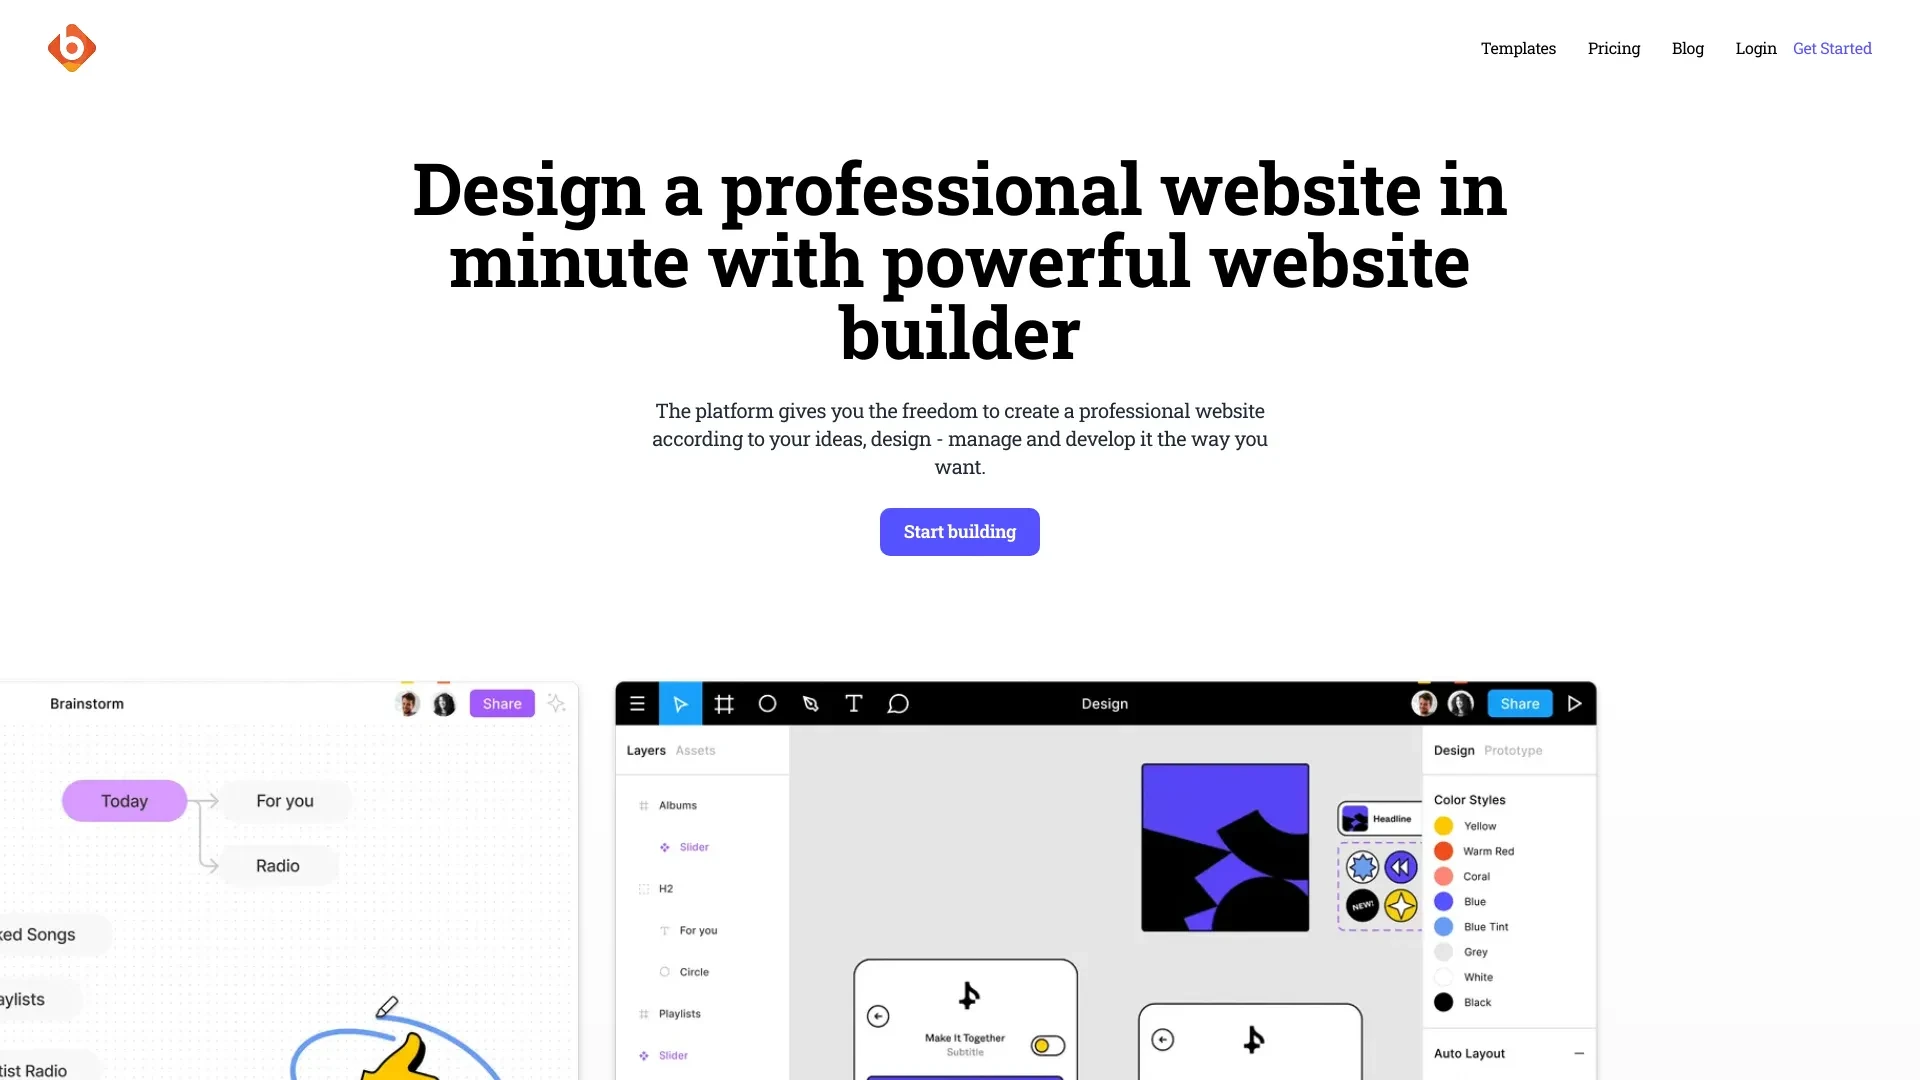 Templates
Pricing
Blog
Login
Get Started
Design a professional website in
minute with powerful website
builder
The platform gives you the freedom to create a professional website
according to your ideas, design - manage and develop it the way you
want.
Start building
Brainstorm
Share
Today
For you
Radio
ked Songs
aylists
tist Radio
Design
Share
Layers
Assets
Albums
Slider
H2
For you
Circle
Playlists
Slider
Headline
NEW!
Make It Together
Subtitle
Design
Prototype
Color Styles
Yellow
Warm Red
Coral
Blue
Blue Tint
Grey
White
Black
Auto Layout